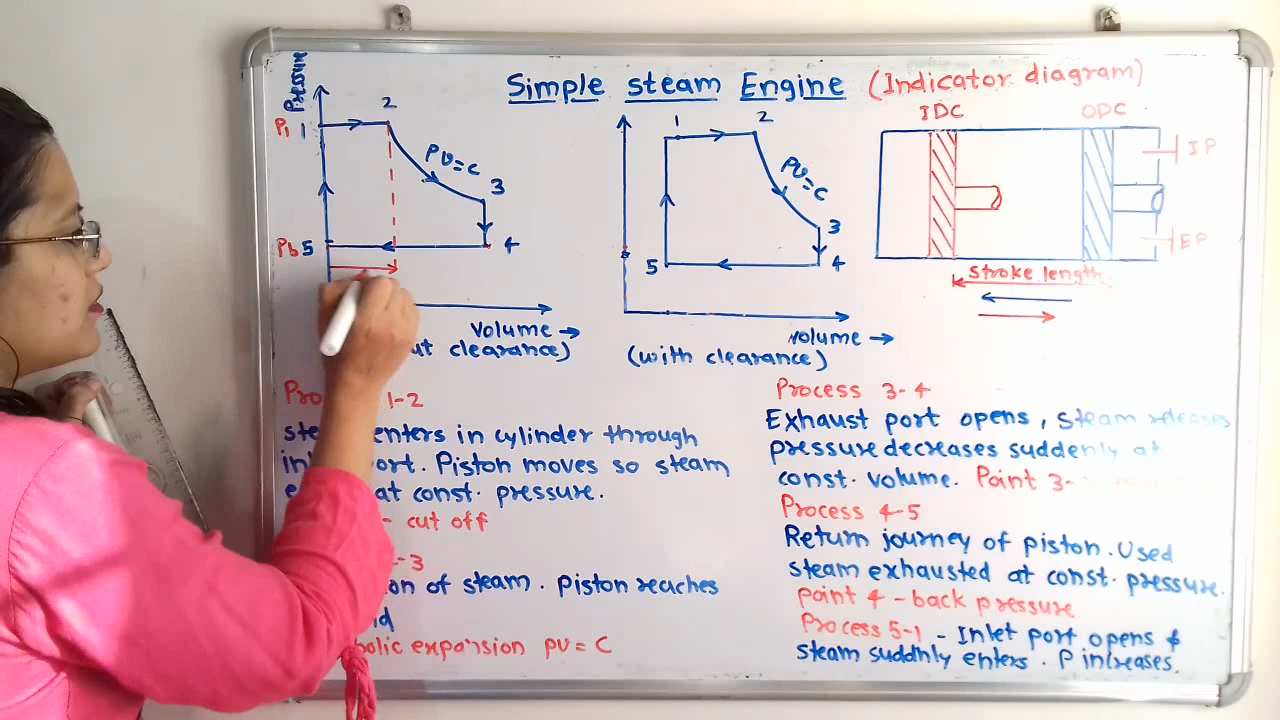 Simple steam Engine (Indicator diagram)
Pressure
P1 1
2
PV=C
3
Pb 5
4
Volume →
clearance)
1
2
PV=C
3
4
5
Volume →
(with clearance)
IDC
ODC
IP
EP
stroke length
1-2
enters in cylinder through
Piston moves so steam
at const. pressure.
- cut off
-3
of steam. Piston reaches
expansion PV=C
Process 3-4
Exhaust port opens, steam releases
pressure decreases suddenly at
const. volume. Point 3-
Process 4-5
Return journey of piston. Used
steam exhausted at const. pressure.
point 4 - back pressure
Process 5-1 - Inlet port opens &
steam suddnly enters. P increases.